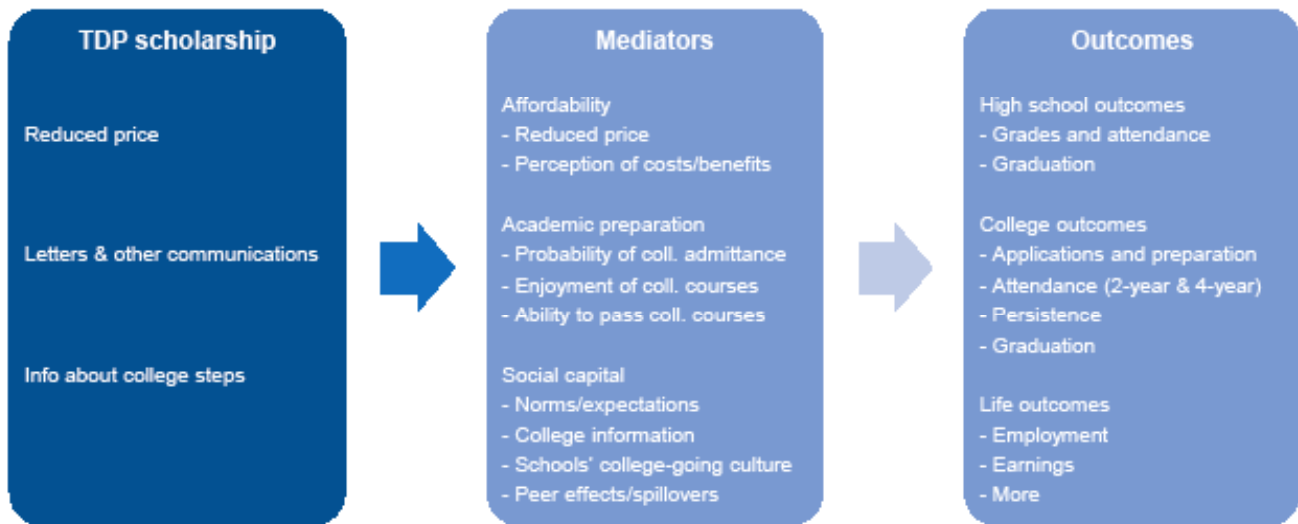 TDP scholarship
Reduced price
Letters & other communications
Info about college steps
Mediators
Affordability
- Reduced price
- Perception of costs/benefits
Academic preparation
- Probability of coll. admittance
- Enjoyment of coll. courses
- Ability to pass coll. courses
Social capital
- Norms/expectations
- College information
- Schools' college-going culture
- Peer effects/spillovers
Outcomes
High school outcomes
- Grades and attendance
- Graduation
College outcomes
- Applications and preparation
- Attendance (2-year & 4-year)
- Persistence
- Graduation
Life outcomes
- Employment
- Earnings
- More